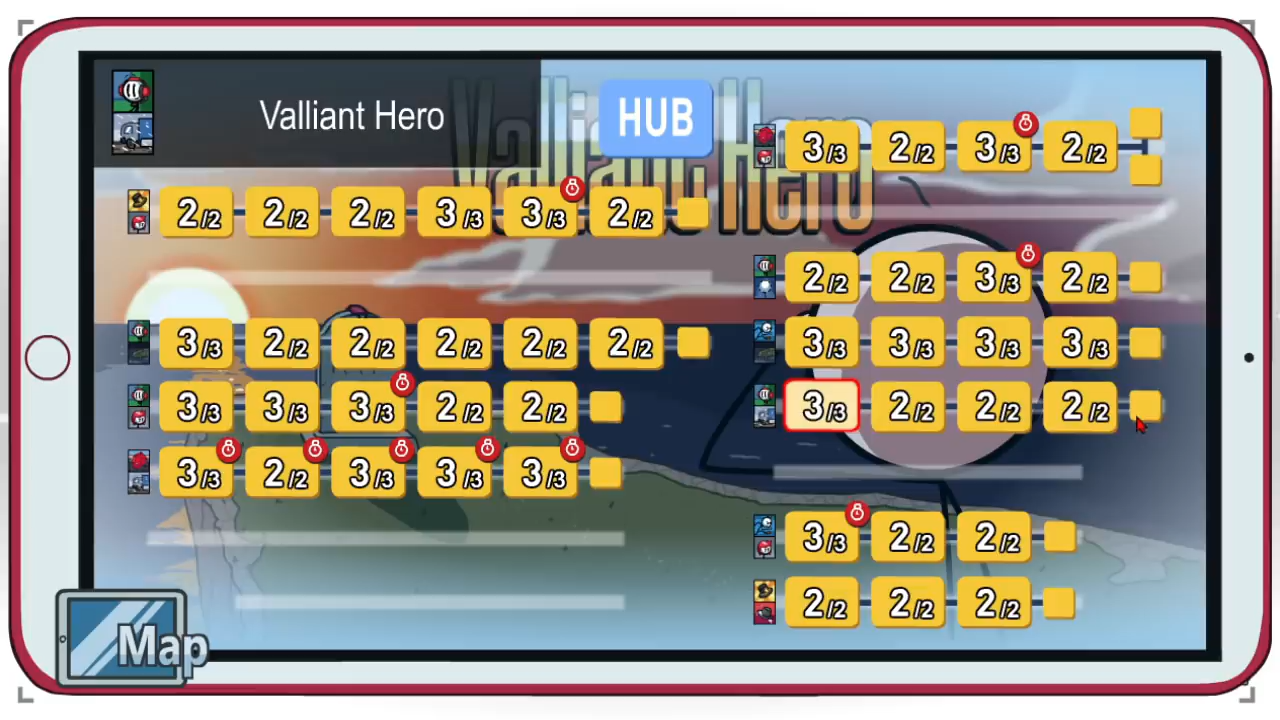 Valliant Hero
HUB
Valliant Hero
3/3 2/2 3/3 2/2
2/2 2/2 2/2 3/3 3/3 2/2
2/2 2/2 3/3 2/2
3/3 2/2 2/2 2/2 2/2 2/2
3/3 3/3 3/3 3/3
3/3 3/3 3/3 2/2 2/2
3/3 2/2 2/2 2/2
3/3 2/2 3/3 3/3 3/3
3/3 2/2 2/2
2/2 2/2 2/2
Map